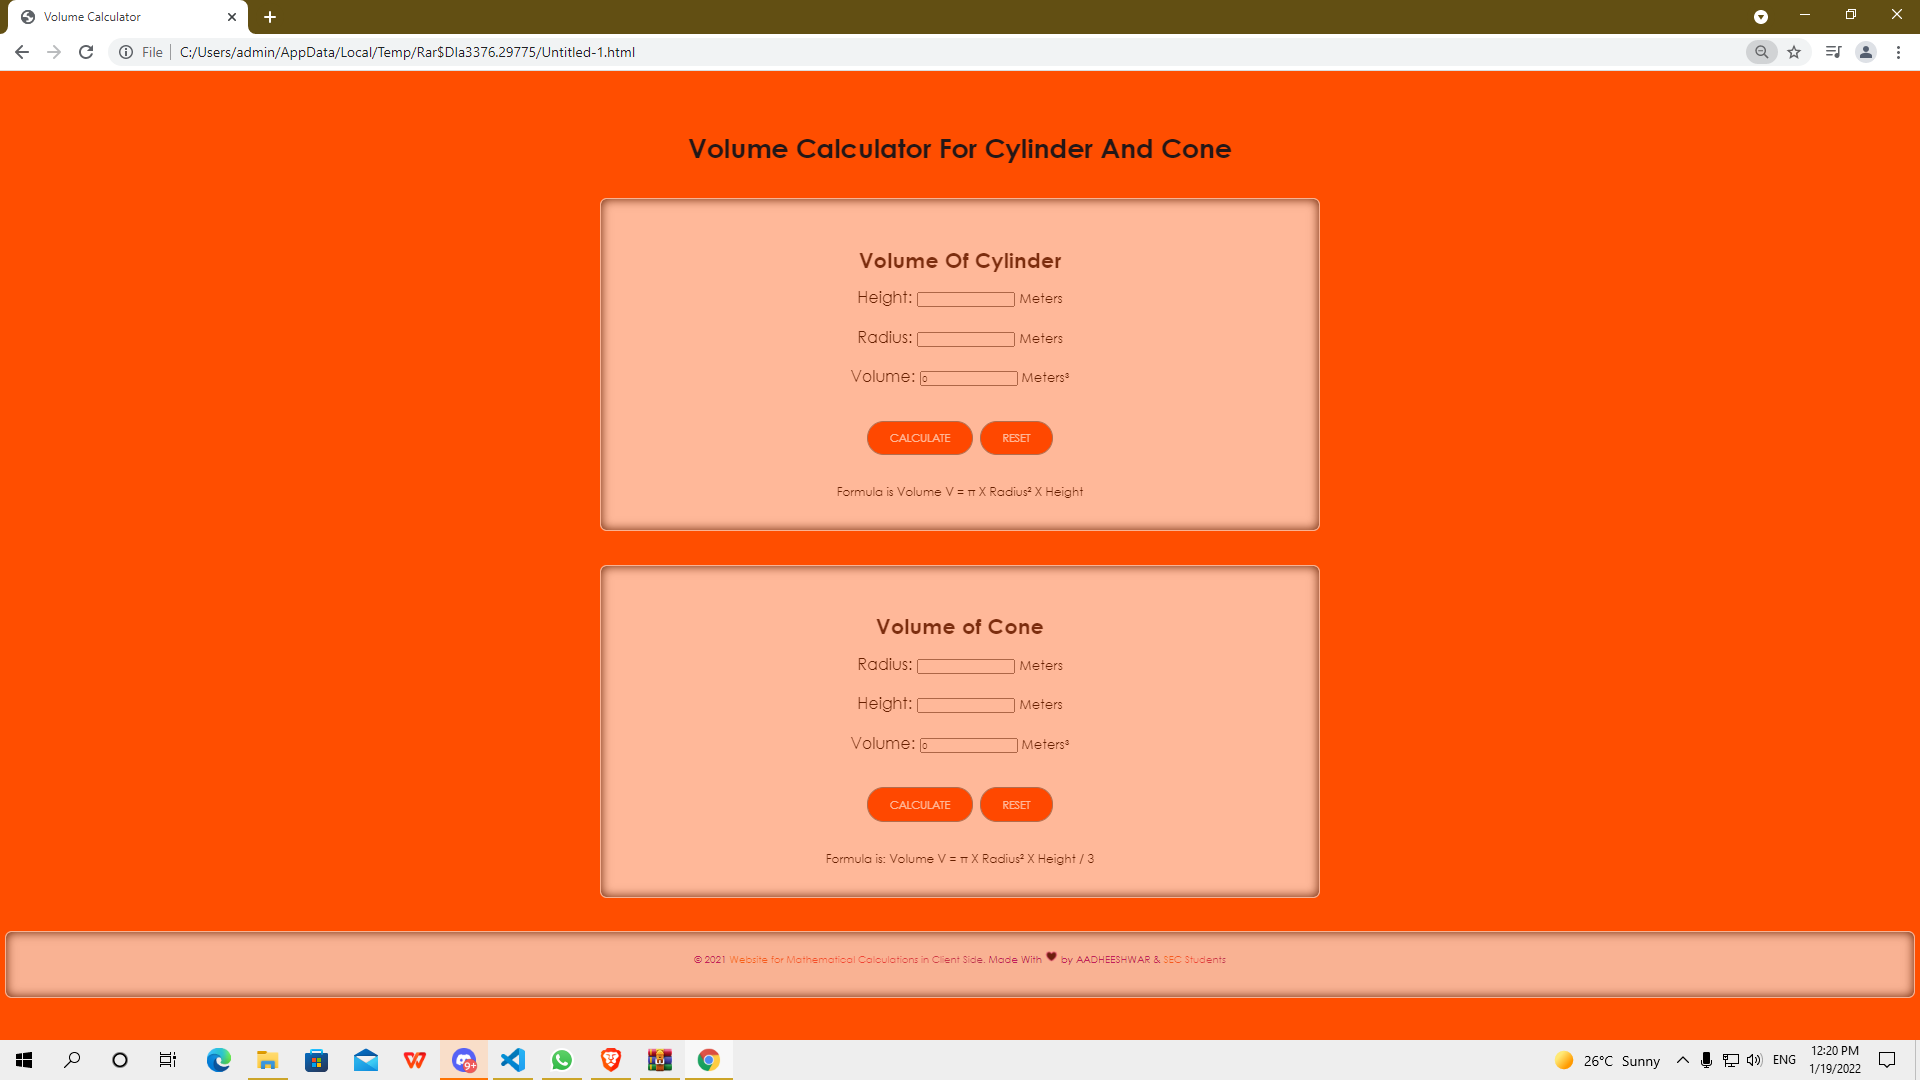 Volume Calculator
File
C:/Users/admin/AppData/Local/Temp/Rar$DIa3376.29775/Untitled-1.html
Volume Calculator For Cylinder And Cone
Volume Of Cylinder
Height: Meters
Radius: Meters
Volume: 0 Meters³
CALCULATE RESET
Formula is Volume V = π X Radius² X Height
Volume of Cone
Radius: Meters
Height: Meters
Volume: 0 Meters³
CALCULATE RESET
Formula is: Volume V = π X Radius² X Height / 3
© 2021 Website for Mathematical Calculations in Client Side. Made With ♥ by AADHEESHWAR & SEC Students
9+
26°C Sunny
ENG
12:20 PM
1/19/2022